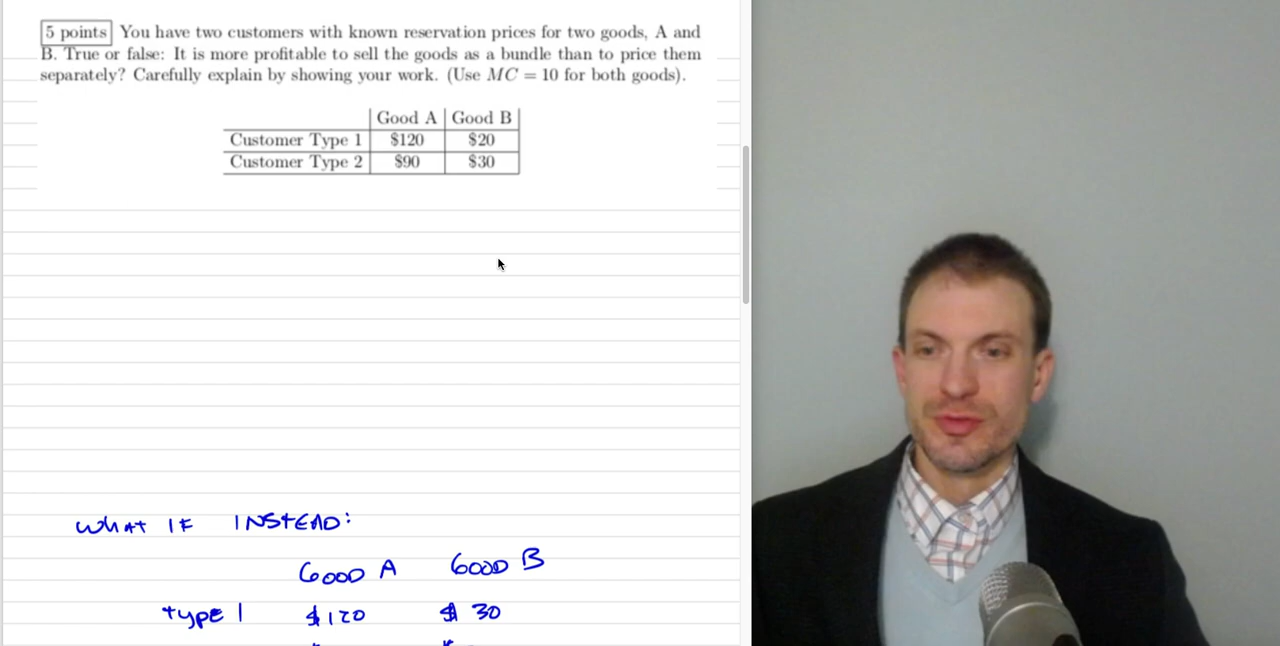 5 points You have two customers with known reservation prices for two goods, A and
B. True or false: It is more profitable to sell the goods as a bundle than to price them
separately? Carefully explain by showing your work. (Use MC = 10 for both goods).
Good A Good B
Customer Type 1 $120 $20
Customer Type 2 $90 $30
WHAT IF INSTEAD:
GOOD A GOOD B
TYPE 1 $120 $30